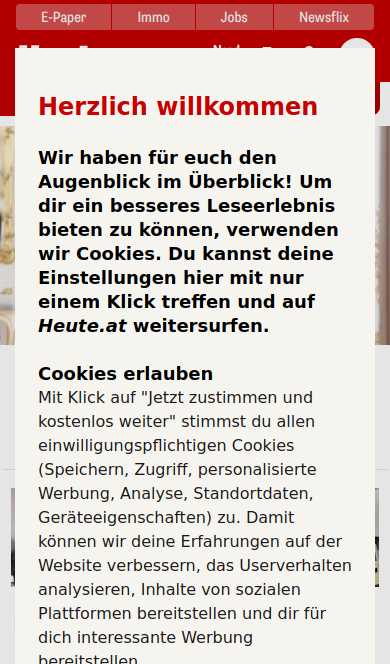 E-Paper Immo Jobs Newsflix
Herzlich willkommen
Wir haben für euch den
Augenblick im Überblick! Um
dir ein besseres Leseerlebnis
bieten zu können, verwenden
wir Cookies. Du kannst deine
Einstellungen hier mit nur
einem Klick treffen und auf
Heute.at weitersurfen.
Cookies erlauben
Mit Klick auf "Jetzt zustimmen und
kostenlos weiter" stimmst du allen
einwilligungspflichtigen Cookies
(Speichern, Zugriff, personalisierte
Werbung, Analyse, Standortdaten,
Geräteeigenschaften) zu. Damit
können wir deine Erfahrungen auf der
Website verbessern, das Userverhalten
analysieren, Inhalte von sozialen
Plattformen bereitstellen und dir für
dich interessante Werbung
bereitstellen